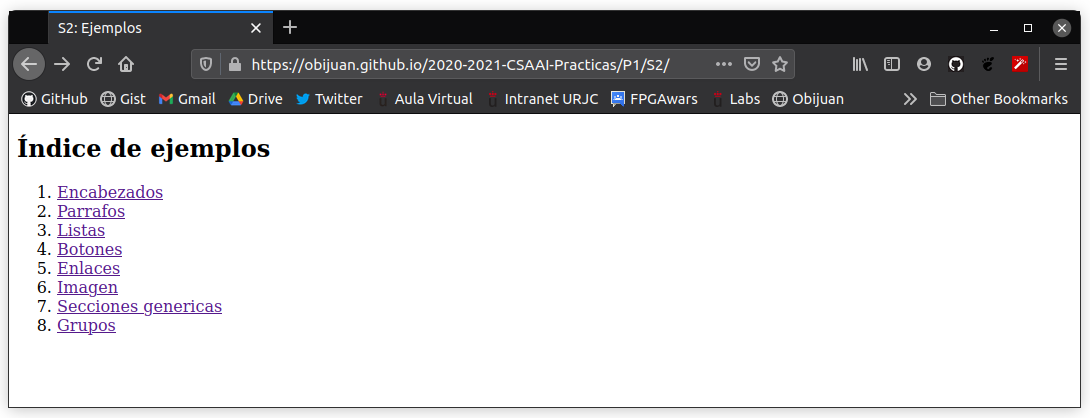 S2: Ejemplos
https://obijuan.github.io/2020-2021-CSAAI-Practicas/P1/S2/
GitHub Gist Gmail Drive Twitter Aula Virtual Intranet URJC FPGAwars Labs Obijuan Other Bookmarks
Índice de ejemplos
1. Encabezados
2. Parrafos
3. Listas
4. Botones
5. Enlaces
6. Imagen
7. Secciones genericas
8. Grupos